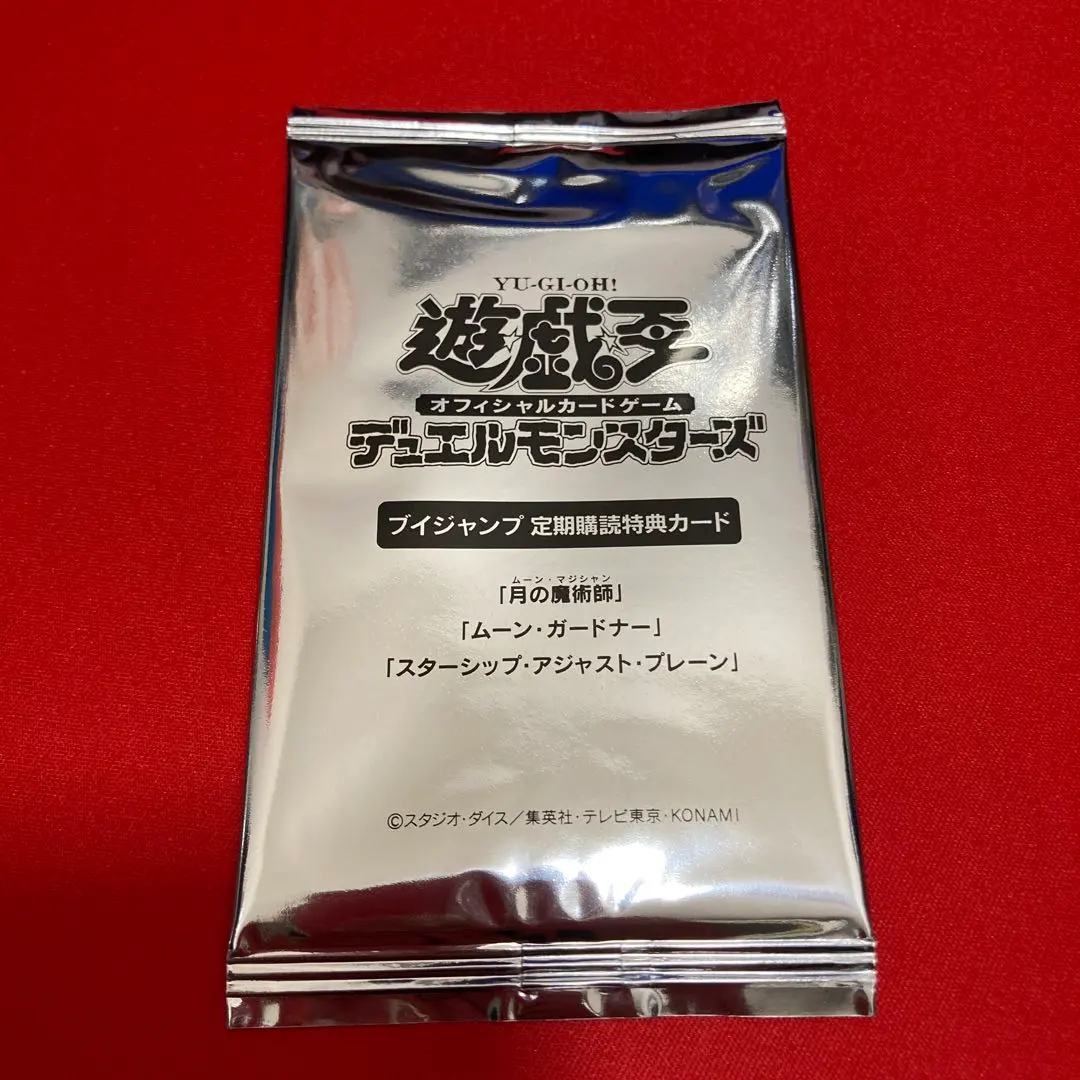 YU-GI-OH!
遊☆戯☆王
オフィシャルカードゲーム
デュエルモンスターズ
ブイジャンプ 定期購読特典カード
ムーン・マジシャン
「月の魔術師」
「ムーン・ガードナー」
「スターシップ・アジャスト・プレーン」
©スタジオ・ダイス／集英社・テレビ東京・KONAMI